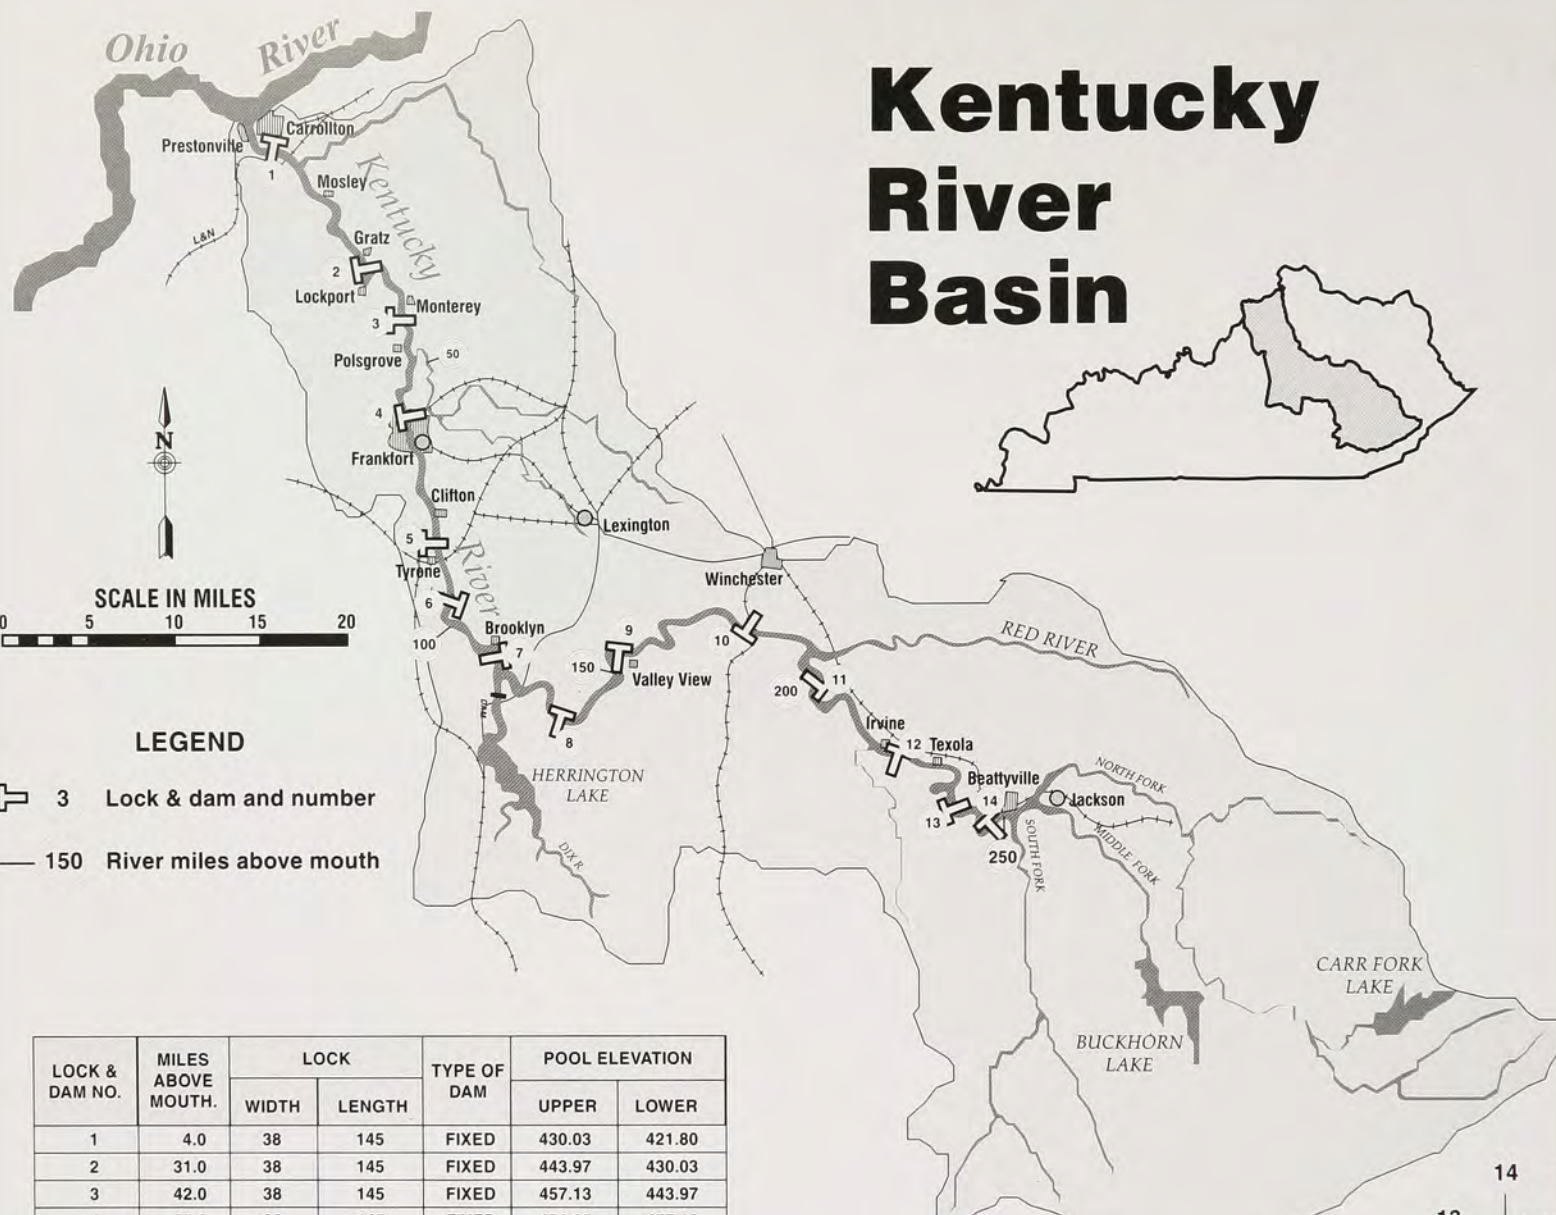 Ohio River
Kentucky
River
Basin
Carrollton
Prestonville
1
Mosley
Kentucky
L&N
Gratz
2
Lockport
Monterey
3
Polsgrove
50
4
Frankfort
N
Clifton
Lexington
5
River
Tyrone
Winchester
SCALE IN MILES
0 5 10 15 20
6
100
Brooklyn
7
9
150
Valley View
10
RED RIVER
200
11
DAM
8
Irvine
12
Texola
LEGEND
3 Lock & dam and number
150 River miles above mouth
HERRINGTON
LAKE
DIX R
Beattyville
NORTH FORK
Jackson
13
14
250
SOUTH FORK
MIDDLE FORK
CARR FORK
LAKE
BUCKHORN
LAKE
LOCK & DAM NO. MILES ABOVE MOUTH. LOCK TYPE OF DAM POOL ELEVATION
WIDTH LENGTH UPPER LOWER
1 4.0 38 145 FIXED 430.03 421.80
2 31.0 38 145 FIXED 443.97 430.03
3 42.0 38 145 FIXED 457.13 443.97
14